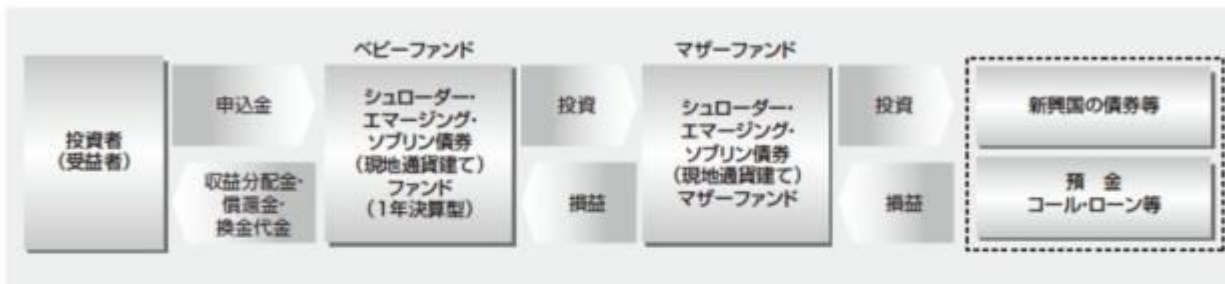 ベビーファンド
マザーファンド
投資者
(受益者)
申込金
収益分配金・
償還金・
換金代金
シュローダー・
エマージング・
ソブリン債券
(現地通貨建て)
ファンド
(1年決算型)
投資
損益
シュローダー・
エマージング・
ソブリン債券
(現地通貨建て)
マザーファンド
投資
損益
新興国の債券等
預　金
コール・ローン等